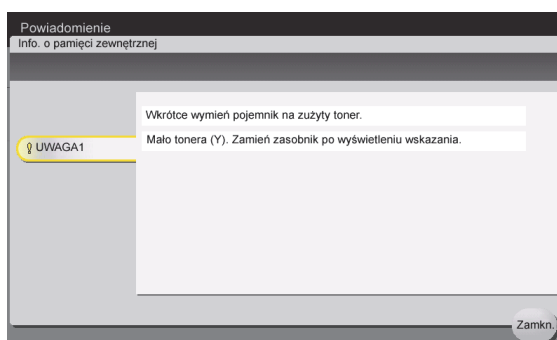 Powiadomienie
Info. o pamięci zewnętrznej
Wkrótce wymień pojemnik na zużyty toner.
UWAGA1
Mało tonera (Y). Zamień zasobnik po wyświetleniu wskazania.
Zamkn.